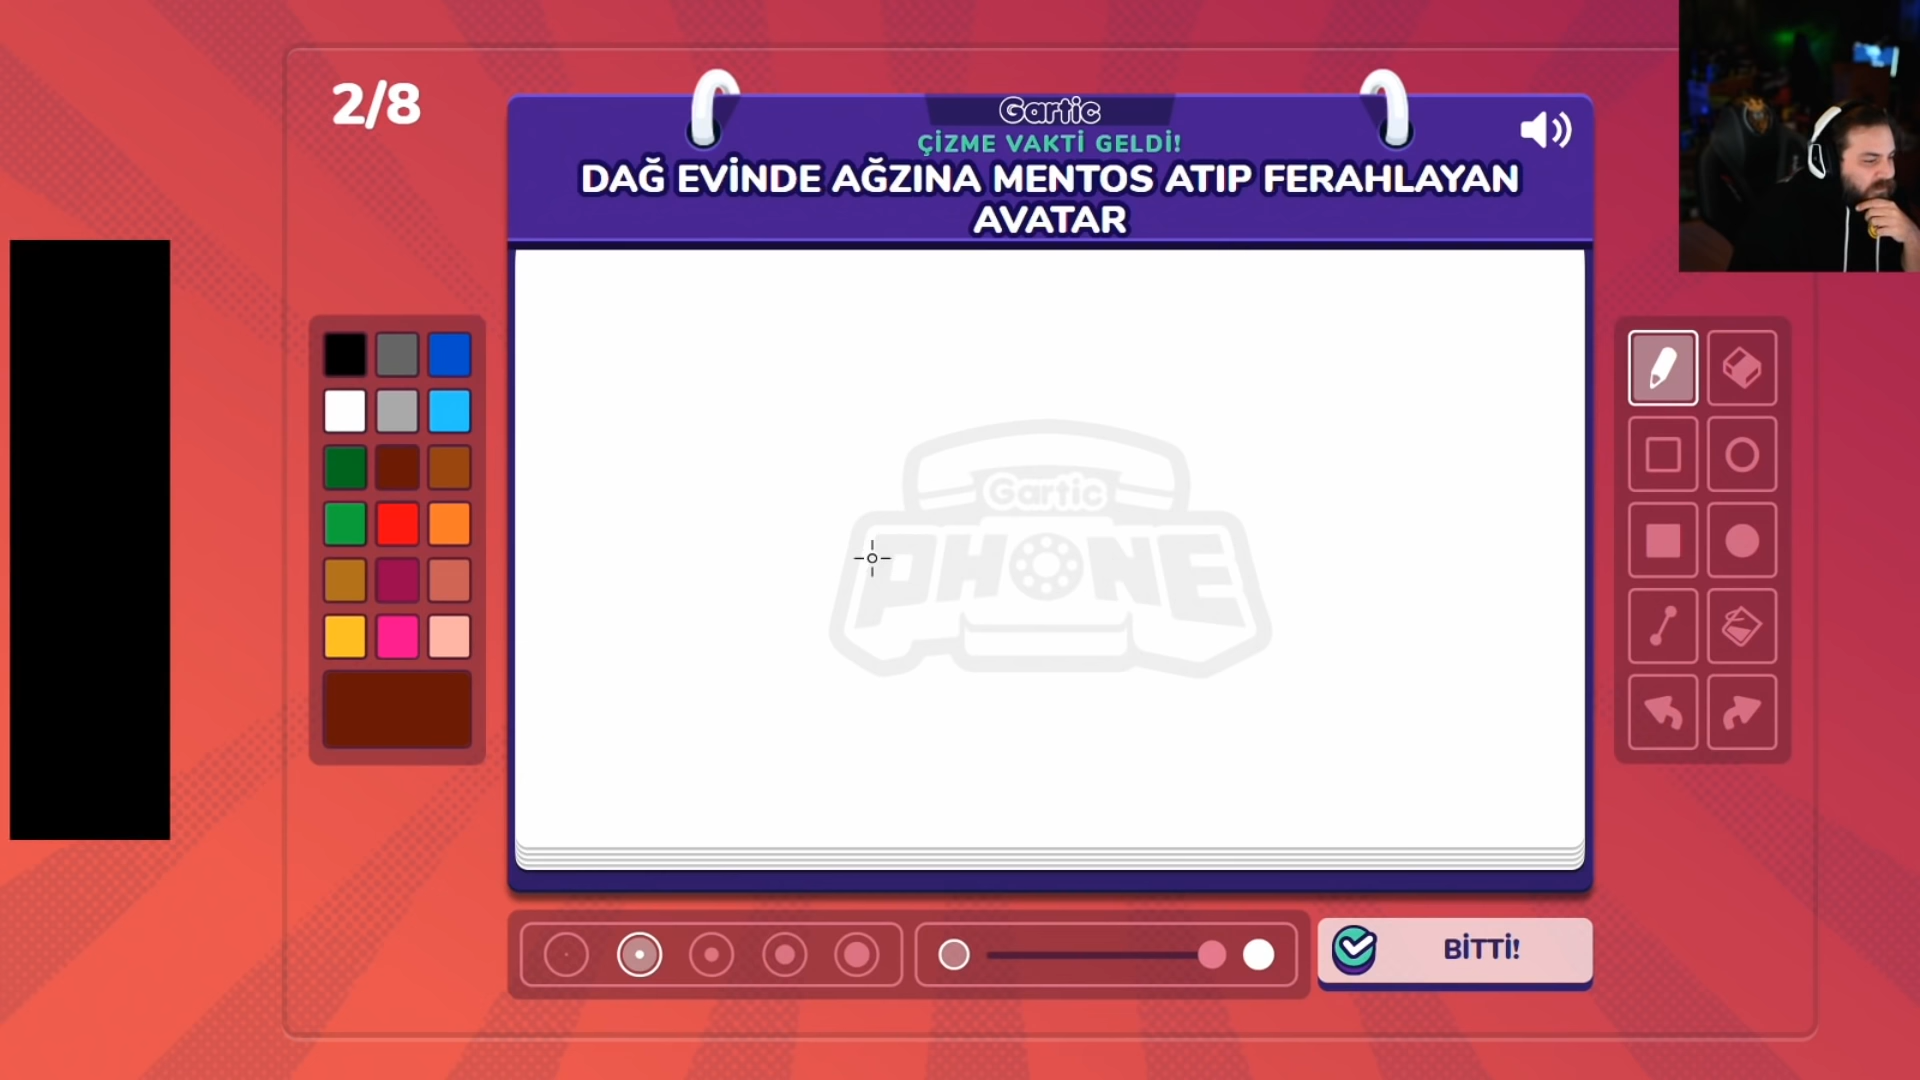 2/8
Gartic
ÇİZME VAKTİ GELDİ!
DAĞ EVİNDE AĞZINA MENTOS ATIP FERAHLAYAN
AVATAR
Gartic
PHONE
BİTTİ!